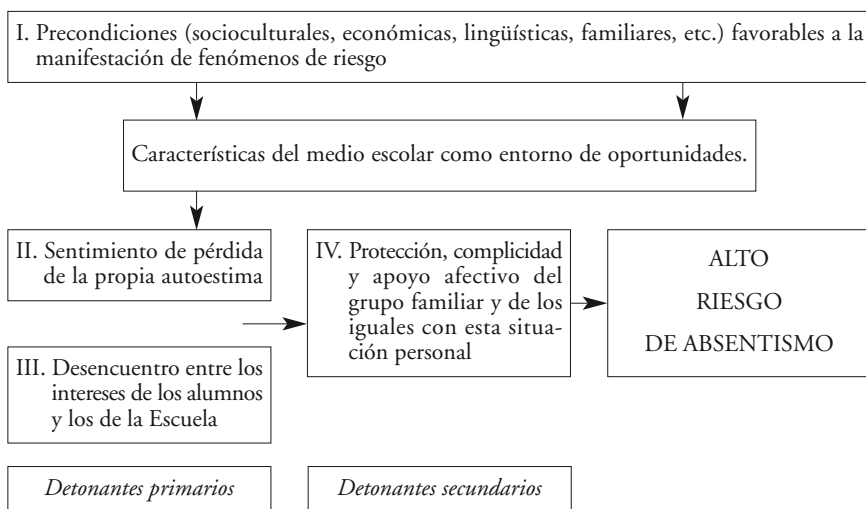 I. Precondiciones (socioculturales, económicas, lingüísticas, familiares, etc.) favorables a la
manifestación de fenómenos de riesgo
Características del medio escolar como entorno de oportunidades.
II. Sentimiento de pérdida
de la propia autoestima
III. Desencuentro entre los
intereses de los alumnos
y los de la Escuela
IV. Protección, complicidad
y apoyo afectivo del
grupo familiar y de los
iguales con esta situa-
ción personal
ALTO
RIESGO
DE ABSENTISMO
Detonantes primarios
Detonantes secundarios